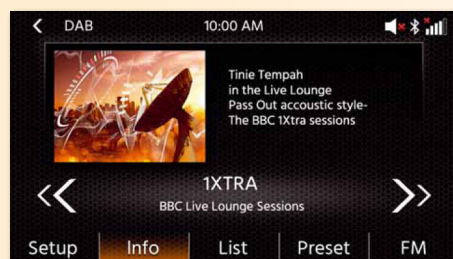 DAB
10:00 AM
Tinie Tempah
in the Live Lounge
Pass Out accoustic style-
The BBC 1Xtra sessions
1XTRA
BBC Live Lounge Sessions
Setup
Info
List
Preset
FM